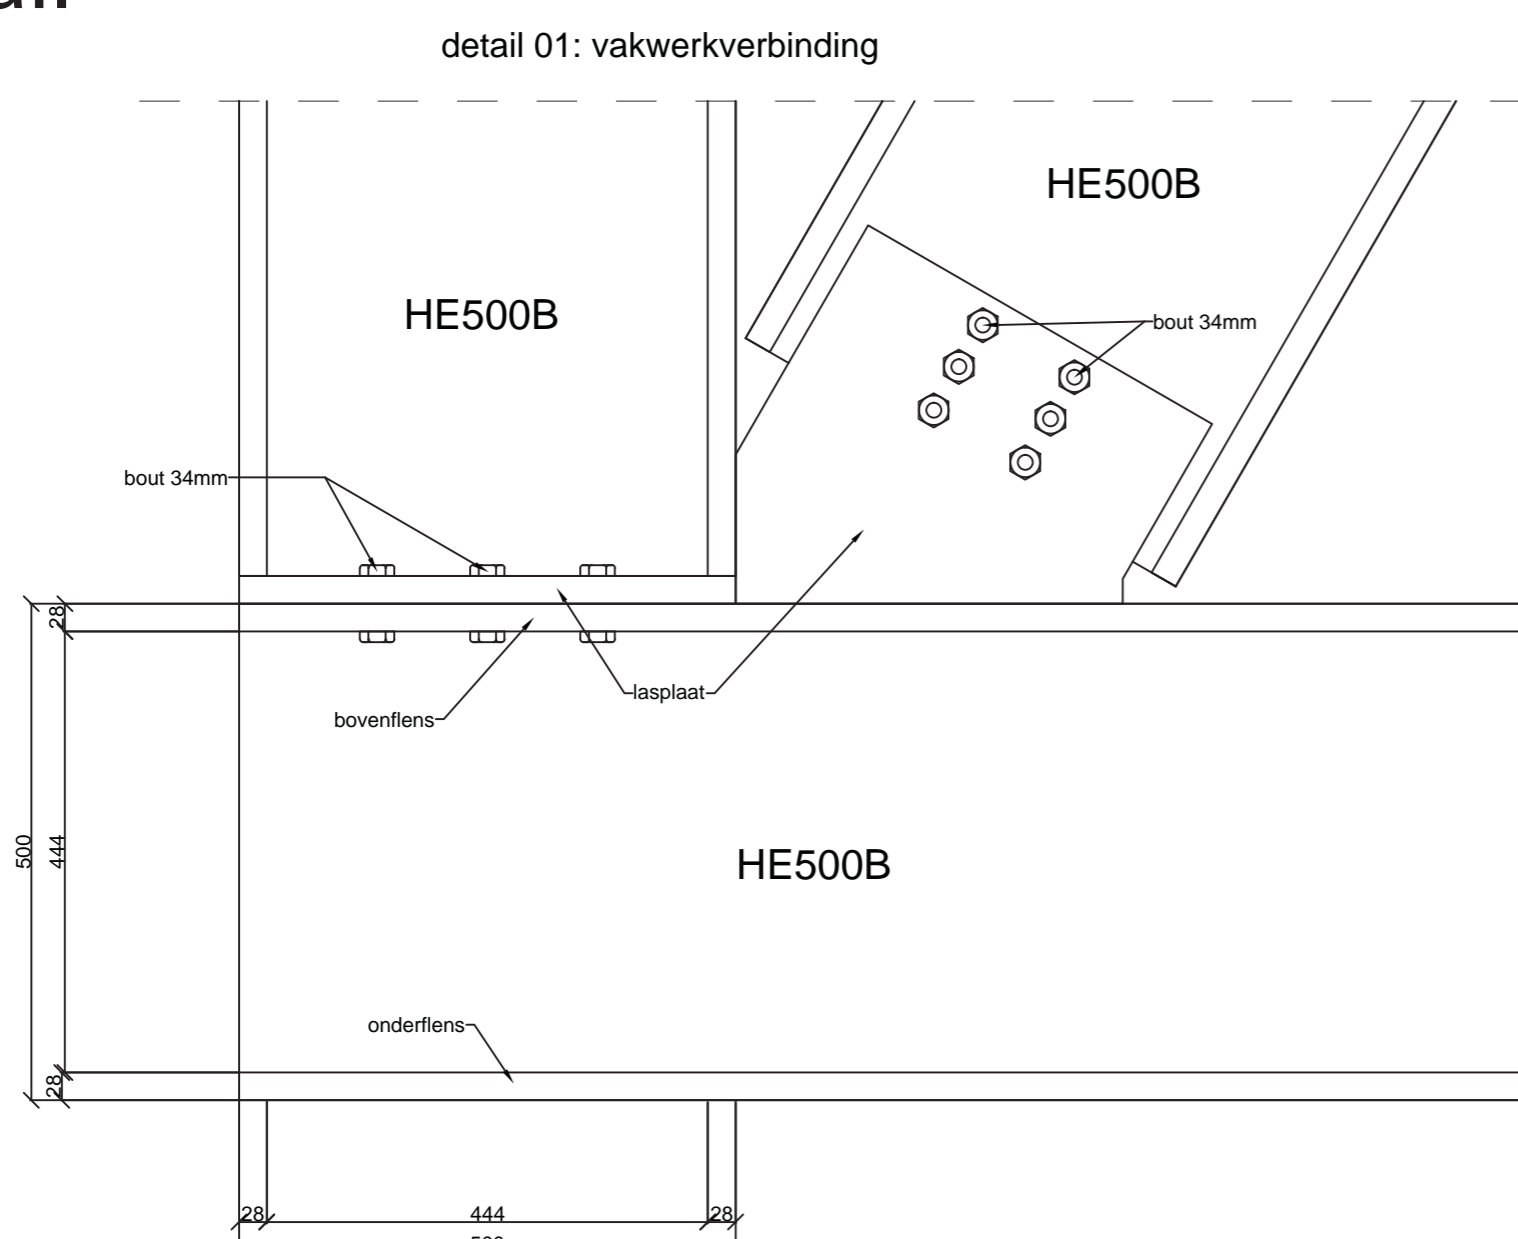 detail 01: vakwerkverbinding
HE500B
HE500B
bout 34mm
bout 34mm
28
lasplaat
bovenflens
500
444
HE500B
onderflens
28
28
444
28